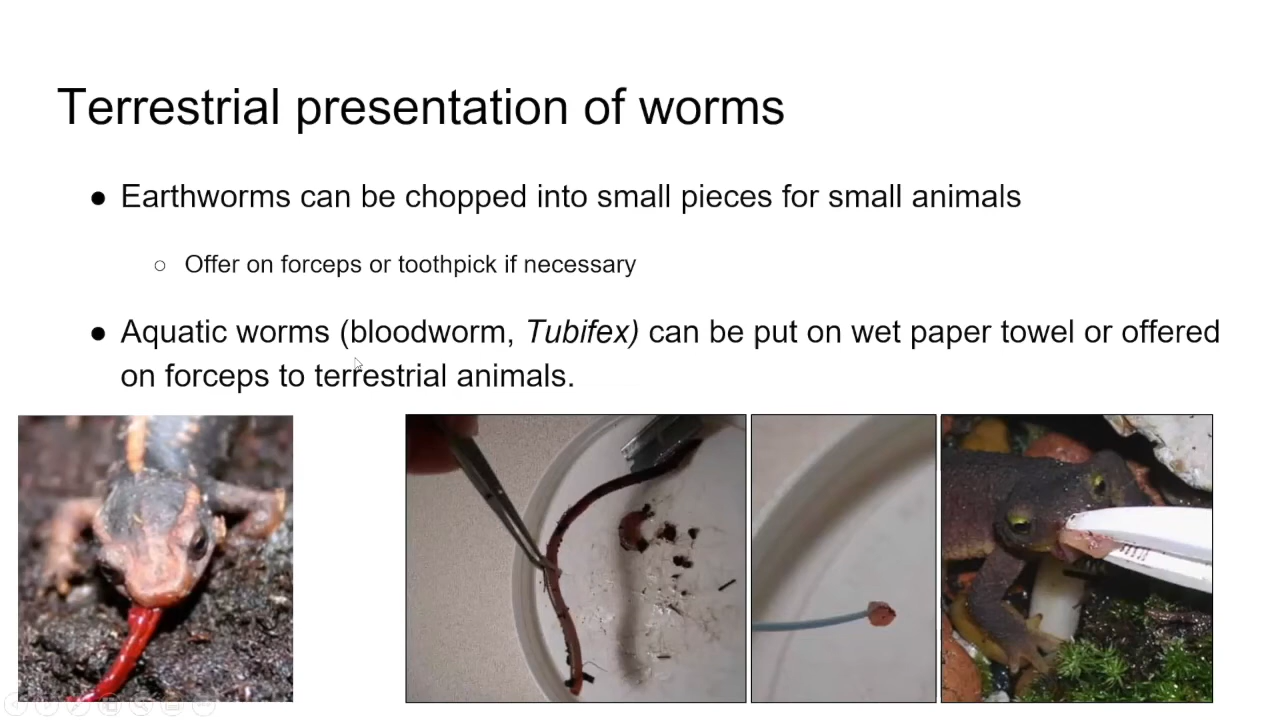 Terrestrial presentation of worms
● Earthworms can be chopped into small pieces for small animals
○ Offer on forceps or toothpick if necessary
● Aquatic worms (bloodworm, Tubifex) can be put on wet paper towel or offered
on forceps to terrestrial animals.